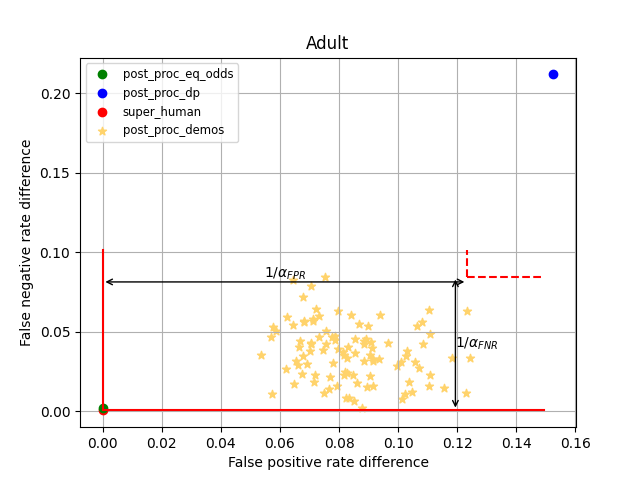 Adult
post_proc_eq_odds
post_proc_dp
super_human
post_proc_demos
False negative rate difference
0.20
0.15
0.10
0.05
0.00
1/α_FPR
1/α_FNR
0.00 0.02 0.04 0.06 0.08 0.10 0.12 0.14 0.16
False positive rate difference